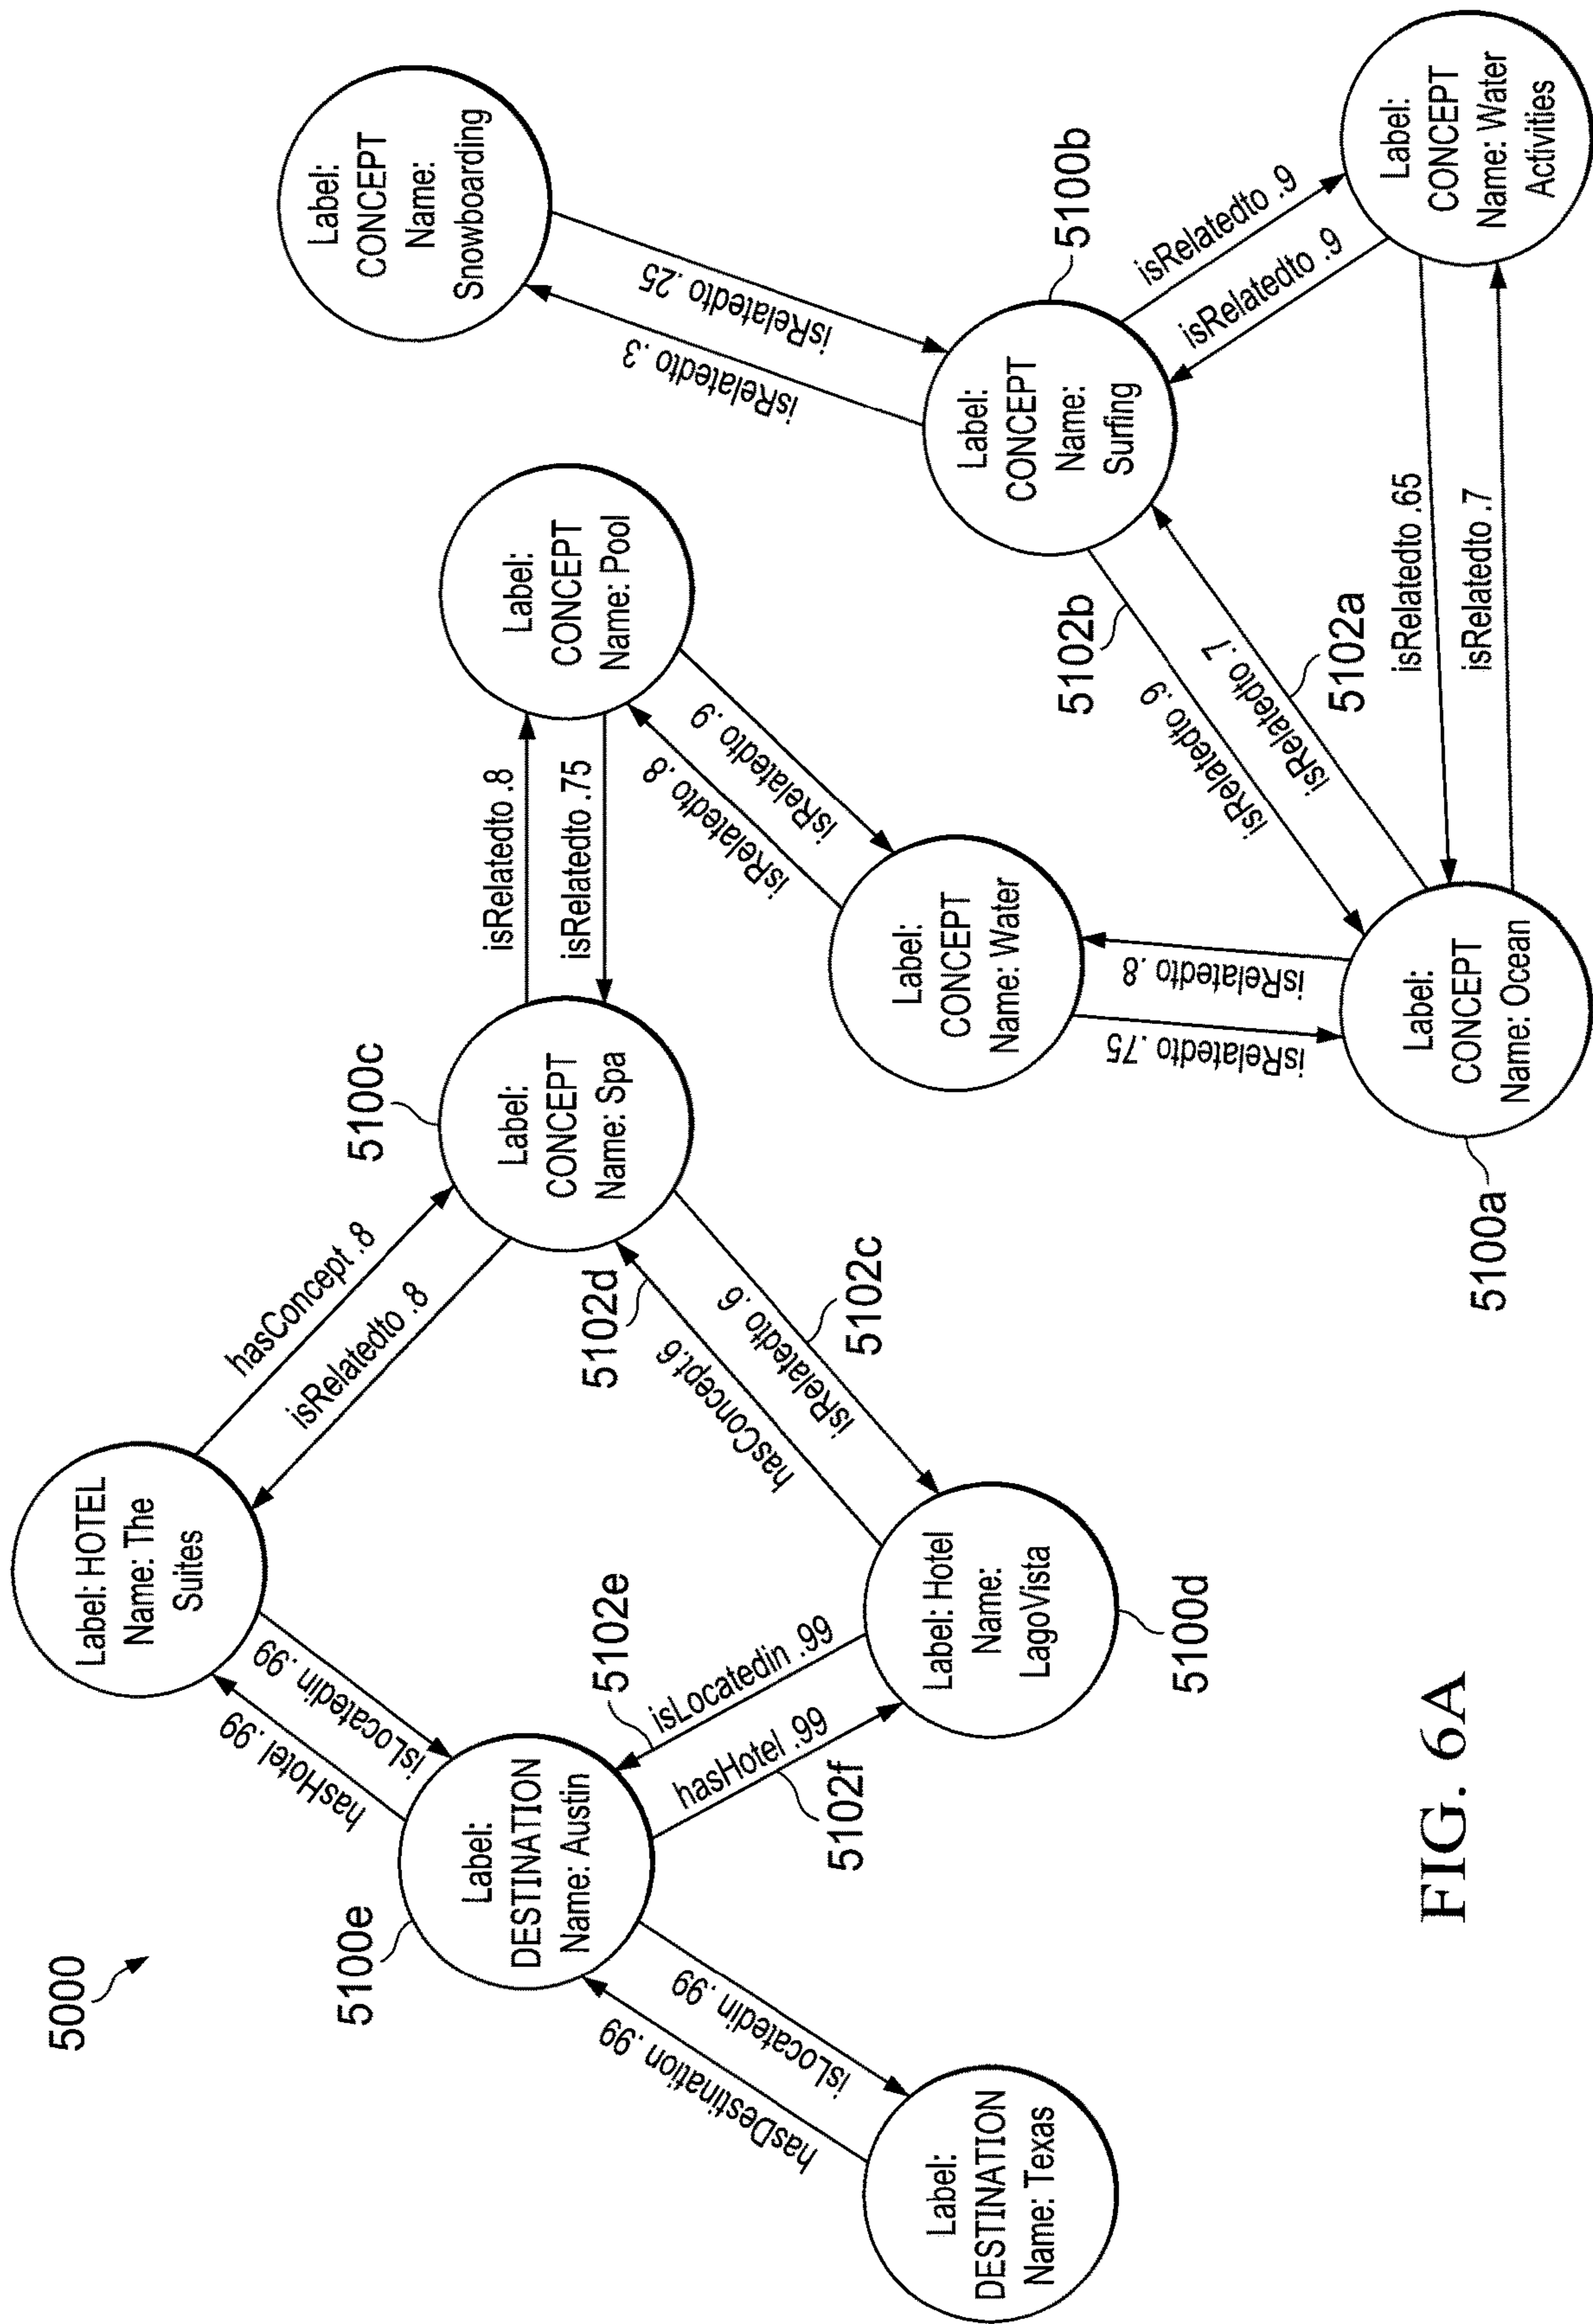 5000
Label: HOTEL
Name: The
Suites
hasConcept .8
isRelatedto .8
hasHotel .99
isLocatedin .99
5100e
Label:
DESTINATION
Name: Austin
hasDestination .99
isLocatedin .99
Label:
DESTINATION
Name: Texas
5102e
isLocatedin .99
hasHotel .99
5102f
Label: Hotel
Name:
LagoVista
5100d
5102d
hasConcept.6
isRelatedto .6
5102c
5100c
Label:
CONCEPT
Name: Spa
isRelatedto .8
isRelatedto .75
Label:
CONCEPT
Name: Pool
isRelatedto .9
isRelatedto .8
Label:
CONCEPT
Name: Water
isRelatedto .8
isRelatedto .75
Label:
CONCEPT
Name: Ocean
5100a
5102b
isRelatedto .9
isRelatedto .7
5102a
isRelatedto .65
isRelatedto .7
Label:
CONCEPT
Name:
Surfing
5100b
isRelatedto .25
isRelatedto .3
Label:
CONCEPT
Name:
Snowboarding
isRelatedto .9
isRelatedto .9
Label:
CONCEPT
Name: Water
Activities
FIG. 6A